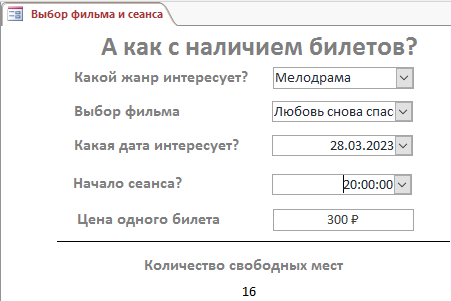 Выбор фильма и сеанса
А как с наличием билетов?
Какой жанр интересует? Мелодрама
Выбор фильма Любовь снова спас
Какая дата интересует? 28.03.2023
Начало сеанса? 20:00:00
Цена одного билета 300 ₽
Количество свободных мест
16